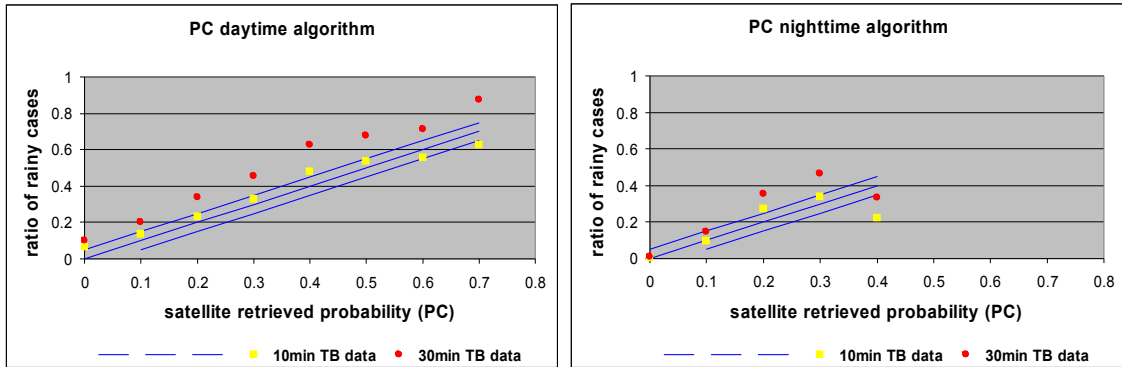 PC daytime algorithm
ratio of rainy cases
1
0.8
0.6
0.4
0.2
0
0 0.1 0.2 0.3 0.4 0.5 0.6 0.7 0.8
satellite retrieved probability (PC)
10min TB data 30min TB data
PC nighttime algorithm
ratio of rainy cases
1
0.8
0.6
0.4
0.2
0
0 0.1 0.2 0.3 0.4 0.5 0.6 0.7 0.8
satellite retrieved probability (PC)
10min TB data 30min TB data